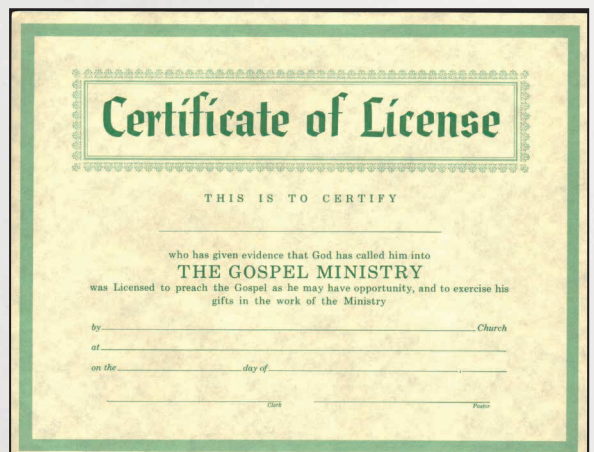 Certificate of License
THIS IS TO CERTIFY
who has given evidence that God has called him into
THE GOSPEL MINISTRY
was Licensed to preach the Gospel as he may have opportunity, and to exercise his
gifts in the work of the Ministry
by Church
at
on the day of ,
Clerk Pastor